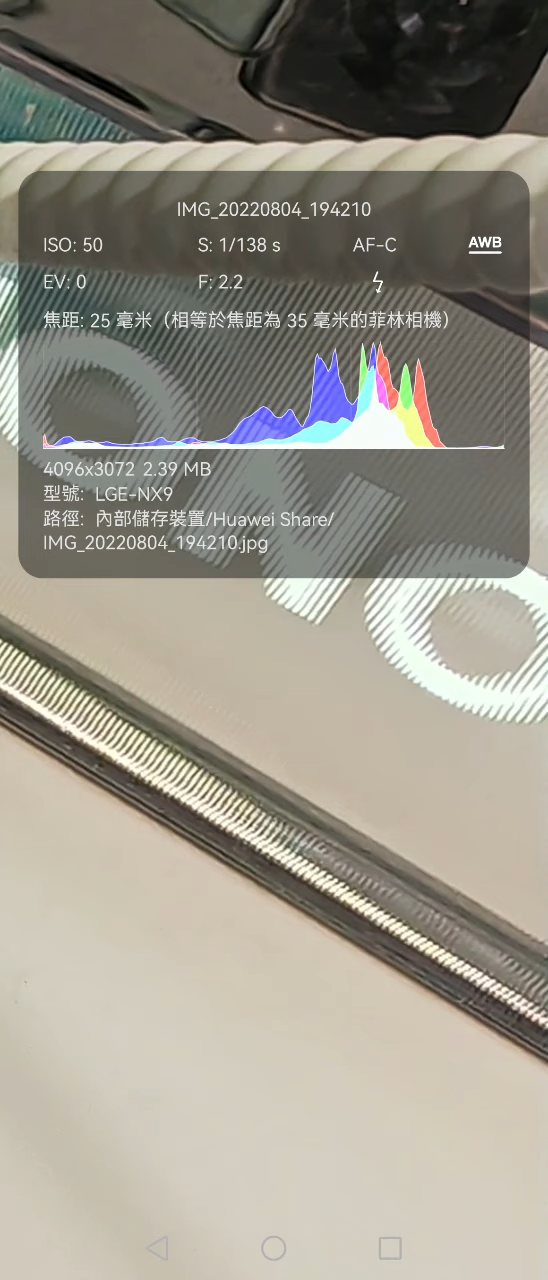 IMG_20220804_194210
ISO: 50 S: 1/138 s AF-C AWB
EV: 0 F: 2.2
焦距: 25 毫米（相等於焦距為 35 毫米的菲林相機）
4096x3072 2.39 MB
型號: LGE-NX9
路徑: 內部儲存裝置/Huawei Share/
IMG_20220804_194210.jpg